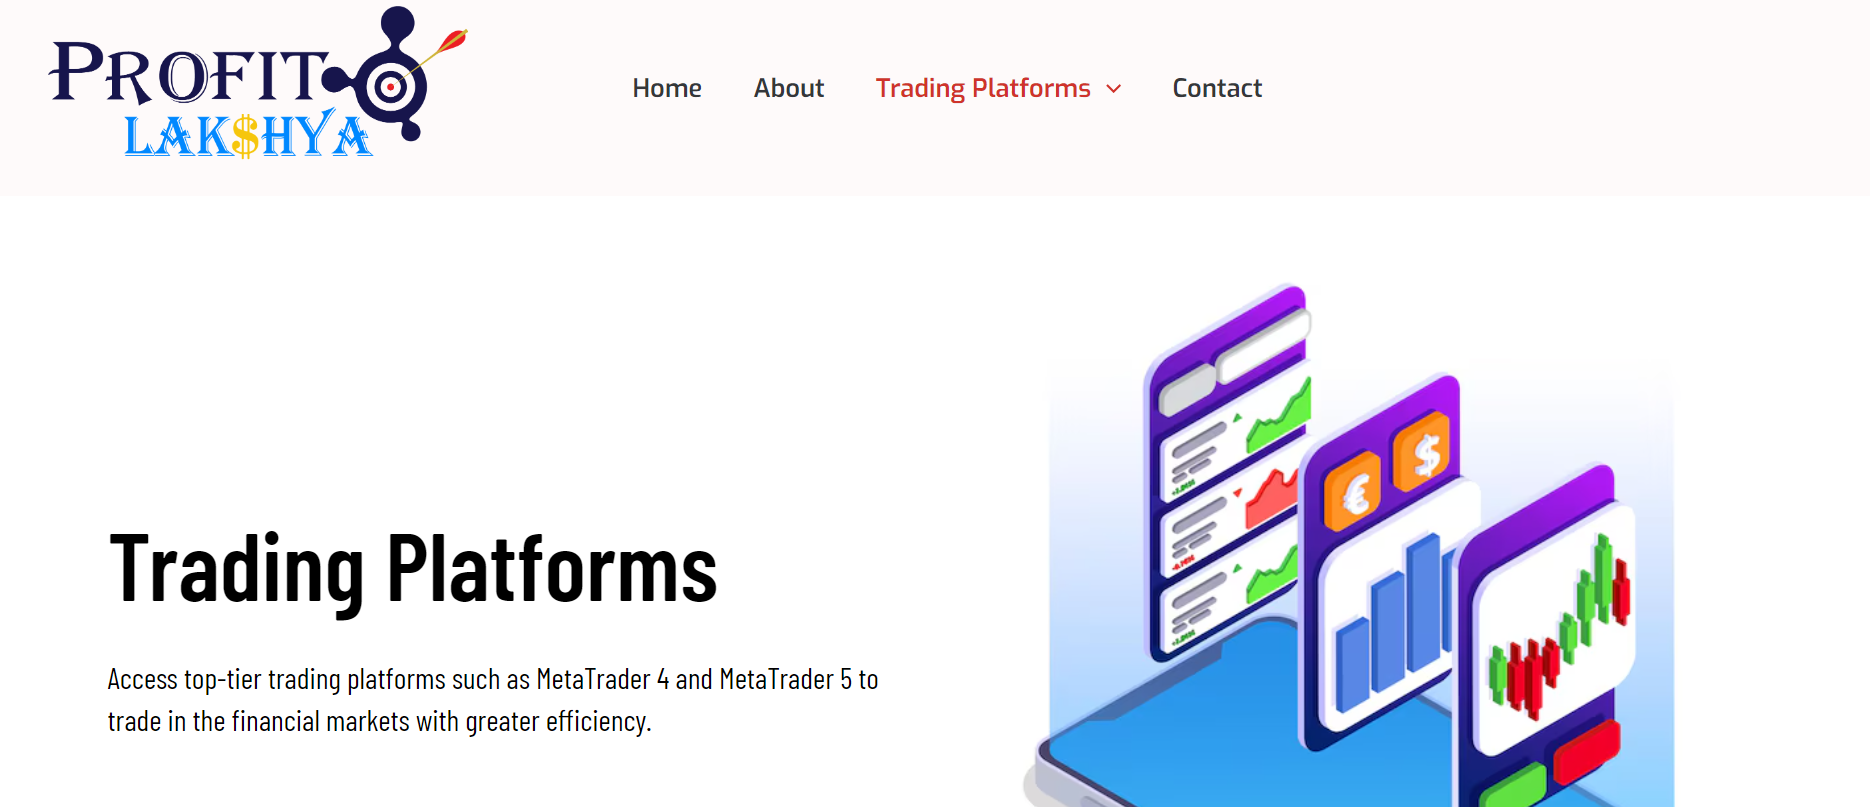 PROFIT
LAK$HYA
Home About Trading Platforms Contact
Trading Platforms
Access top-tier trading platforms such as MetaTrader 4 and MetaTrader 5 to
trade in the financial markets with greater efficiency.
€ $